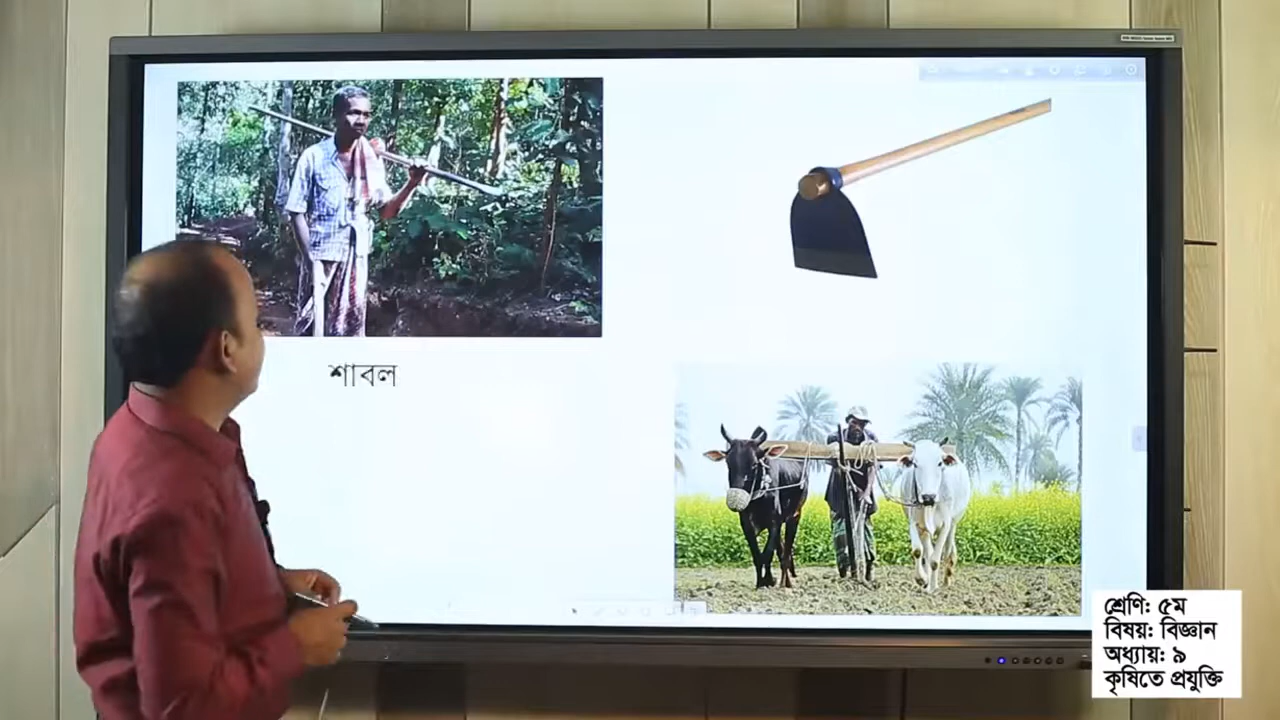 শাবল
শ্রেণি: ৫ম
বিষয়: বিজ্ঞান
অধ্যায়: ৯
কৃষিতে প্রযুক্তি